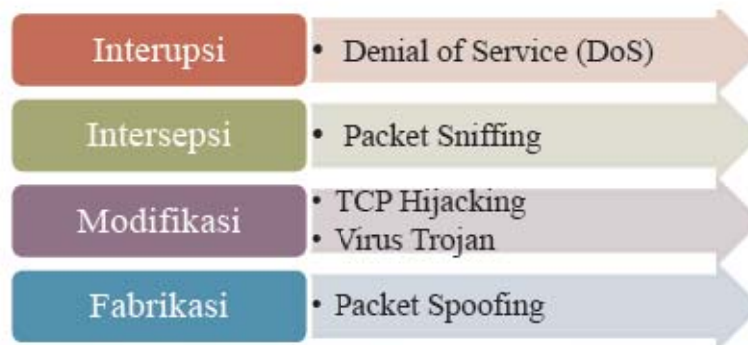 Interupsi
• Denial of Service (DoS)
Intersepsi
• Packet Sniffing
Modifikasi
• TCP Hijacking
• Virus Trojan
Fabrikasi
• Packet Spoofing